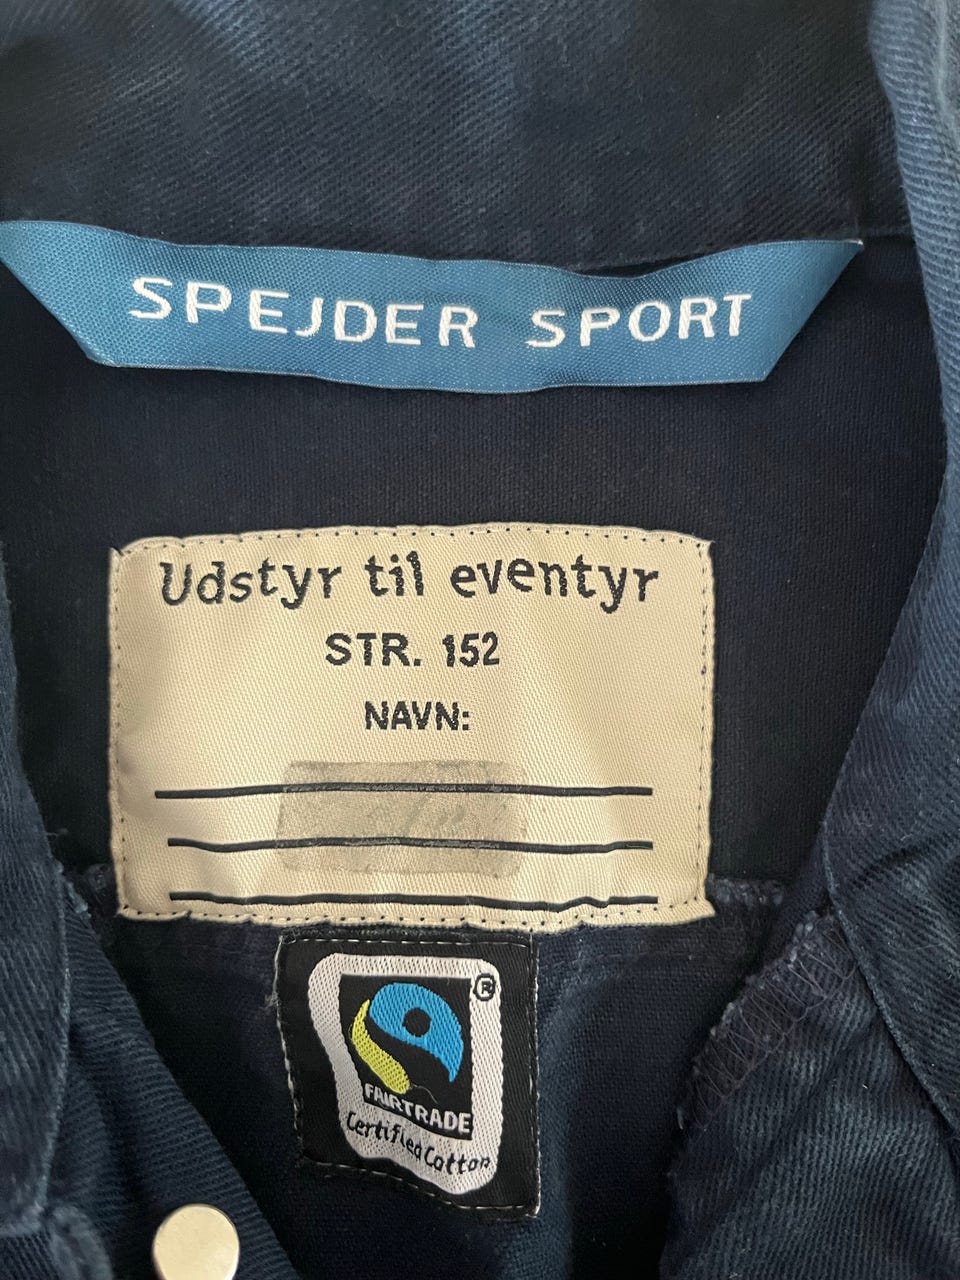 SPEJDER SPORT
Udstyr til eventyr
STR. 152
NAVN:
®
FAIRTRADE
Certified Cotton